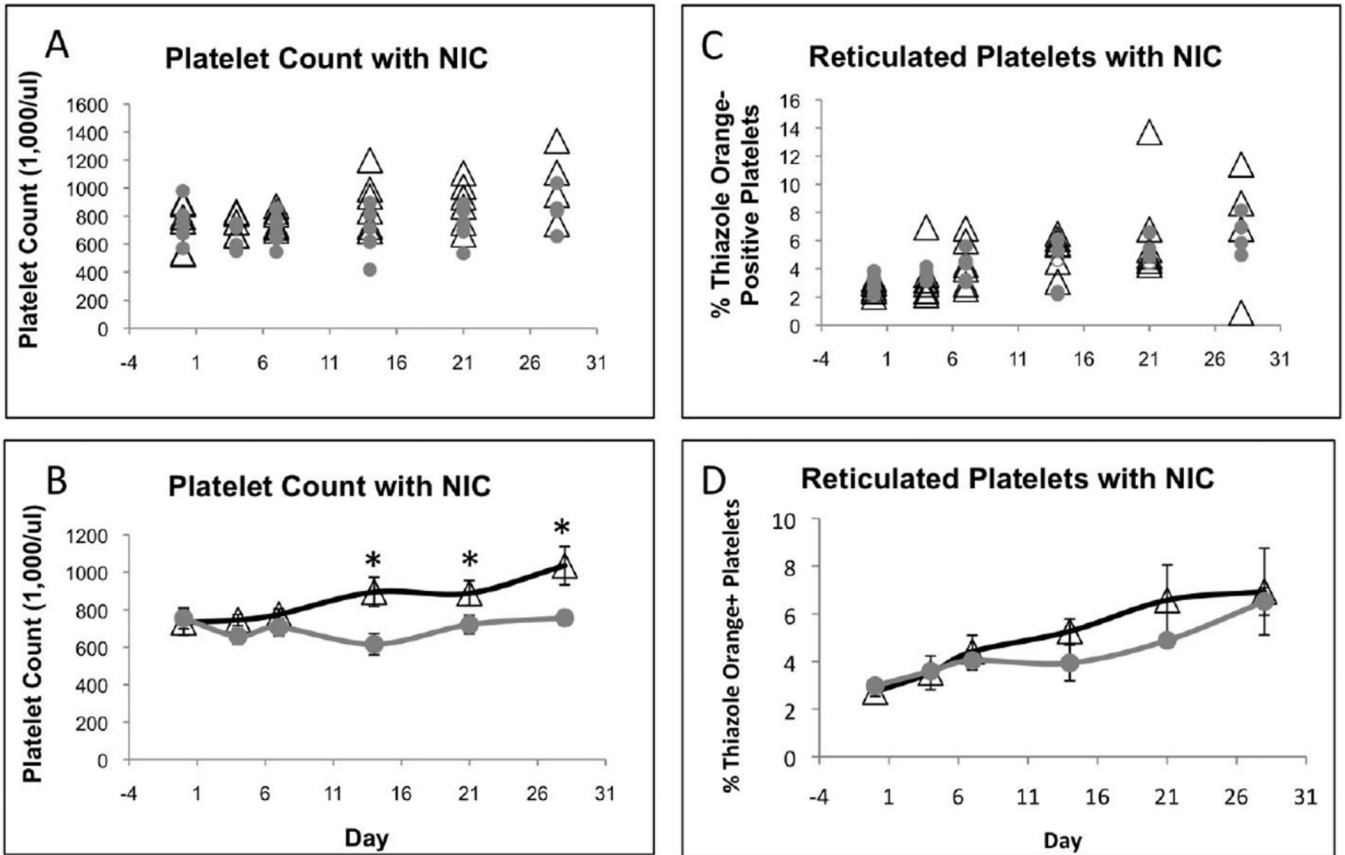 A
Platelet Count with NIC
Platelet Count (1,000/ul)
1600
1400
1200
1000
800
600
400
200
0
-4 1 6 11 16 21 26 31
C
Reticulated Platelets with NIC
% Thiazole Orange-
Positive Platelets
16
14
12
10
8
6
4
2
0
-4 1 6 11 16 21 26 31
B
Platelet Count with NIC
Platelet Count (1,000/ul)
1200
1000
800
600
400
200
0
* * *
-4 1 6 11 16 21 26 31
Day
D
Reticulated Platelets with NIC
% Thiazole Orange+ Platelets
10
8
6
4
2
0
-4 1 6 11 16 21 26 31
Day